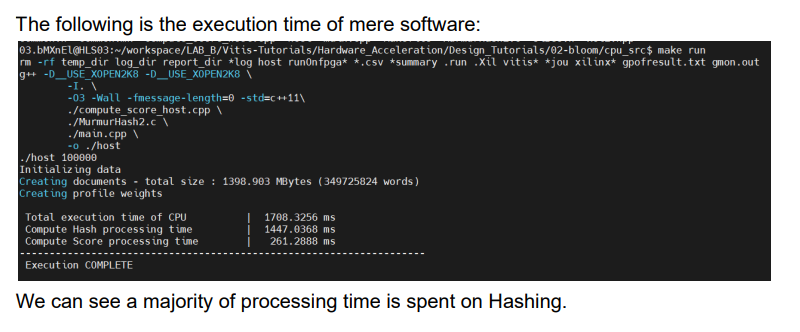 The following is the execution time of mere software:
03.bMXnEl@HLS03:~/workspace/LAB_B/Vitis-Tutorials/Hardware_Acceleration/Design_Tutorials/02-bloom/cpu_src$ make run
rm -rf temp_dir log_dir report_dir *log host runOnfpga* *.csv *summary .run .Xil vitis* *jou xilinx* gpofresult.txt gmon.out
g++ -D__USE_XOPEN2K8 -D__USE_XOPEN2K8 \
-I. \
-O3 -Wall -fmessage-length=0 -std=c++11\
./compute_score_host.cpp \
./MurmurHash2.c \
./main.cpp \
-o ./host
./host 100000
Initializing data
Creating documents - total size : 1398.903 MBytes (349725824 words)
Creating profile weights
Total execution time of CPU | 1708.3256 ms
Compute Hash processing time | 1447.0368 ms
Compute Score processing time | 261.2888 ms
--------------------------------------------------------------------
Execution COMPLETE
We can see a majority of processing time is spent on Hashing.